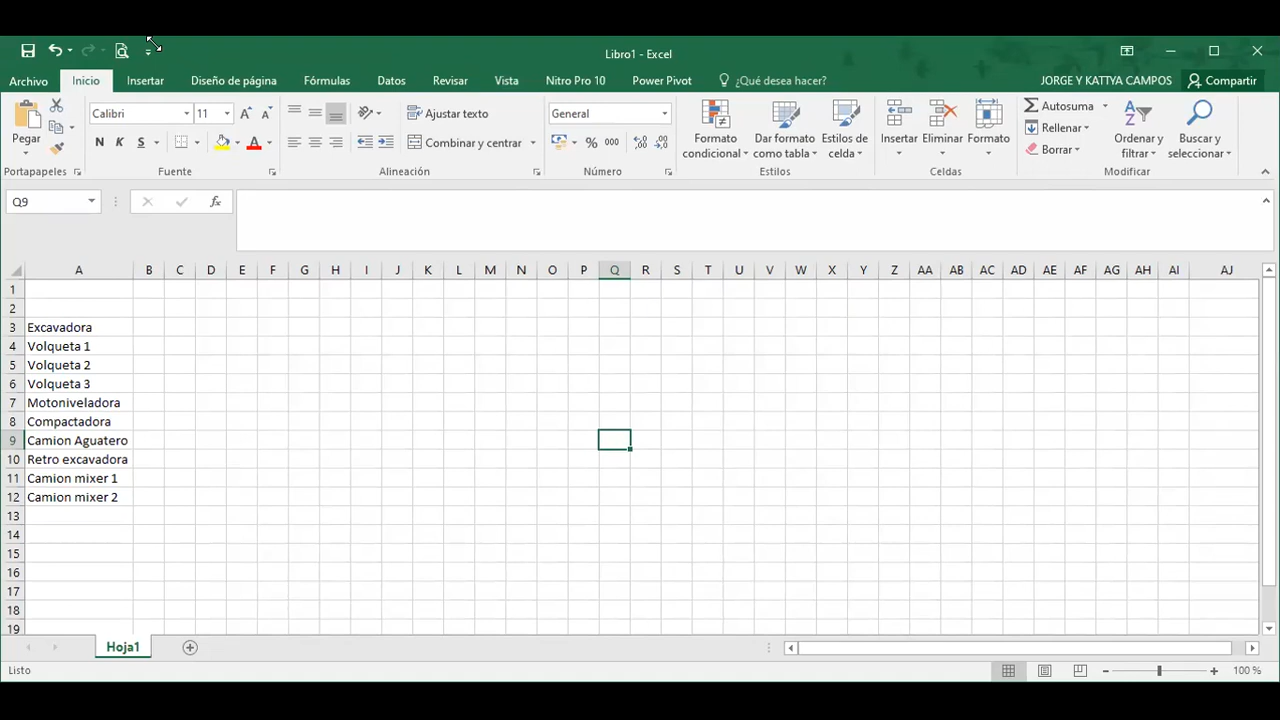 Libro1 - Excel
Archivo Inicio Insertar Diseño de página Fórmulas Datos Revisar Vista Nitro Pro 10 Power Pivot ¿Qué desea hacer? JORGE Y KATTYA CAMPOS Compartir
Pegar
Portapapeles
Calibri 11
N K S
Fuente
Ajustar texto
Combinar y centrar
Alineación
General
% 000
Número
Formato condicional
Dar formato como tabla
Estilos de celda
Estilos
Insertar Eliminar Formato
Celdas
Autosuma
Rellenar
Borrar
Ordenar y filtrar
Buscar y seleccionar
Modificar
Q9 fx
A B C D E F G H I J K L M N O P Q R S T U V W X Y Z AA AB AC AD AE AF AG AH AI AJ
1
2
3 Excavadora
4 Volqueta 1
5 Volqueta 2
6 Volqueta 3
7 Motoniveladora
8 Compactadora
9 Camion Aguatero
10 Retro excavadora
11 Camion mixer 1
12 Camion mixer 2
13
14
15
16
17
18
19
Hoja1
Listo 100 %